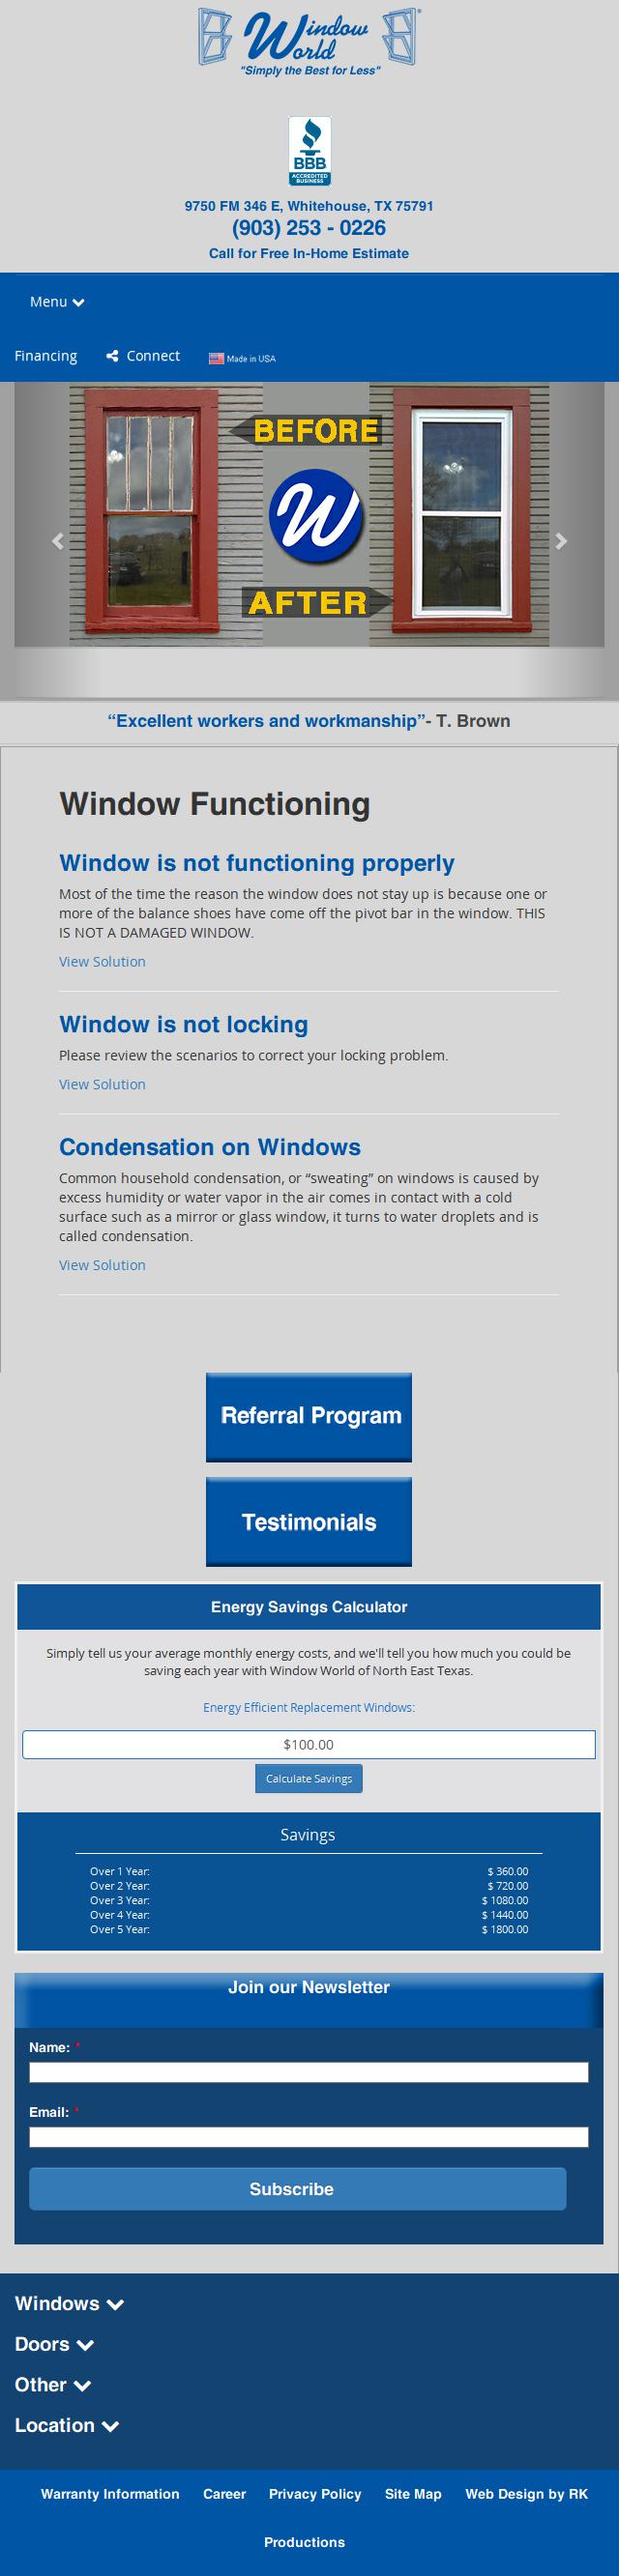 Window World®
"Simply the Best for Less"
BBB
ACCREDITED
BUSINESS
9750 FM 346 E, Whitehouse, TX 75791
(903) 253 - 0226
Call for Free In-Home Estimate
Menu
Financing Connect Made in USA
BEFORE
W
AFTER
“Excellent workers and workmanship”- T. Brown
Window Functioning
Window is not functioning properly
Most of the time the reason the window does not stay up is because one or
more of the balance shoes have come off the pivot bar in the window. THIS
IS NOT A DAMAGED WINDOW.
View Solution
Window is not locking
Please review the scenarios to correct your locking problem.
View Solution
Condensation on Windows
Common household condensation, or “sweating” on windows is caused by
excess humidity or water vapor in the air comes in contact with a cold
surface such as a mirror or glass window, it turns to water droplets and is
called condensation.
View Solution
Referral Program
Testimonials
Energy Savings Calculator
Simply tell us your average monthly energy costs, and we'll tell you how much you could be
saving each year with Window World of North East Texas.
Energy Efficient Replacement Windows:
$100.00
Calculate Savings
Savings
Over 1 Year: $ 360.00
Over 2 Year: $ 720.00
Over 3 Year: $ 1080.00
Over 4 Year: $ 1440.00
Over 5 Year: $ 1800.00
Join our Newsletter
Name: *
Email: *
Subscribe
Windows
Doors
Other
Location
Warranty Information Career Privacy Policy Site Map Web Design by RK
Productions